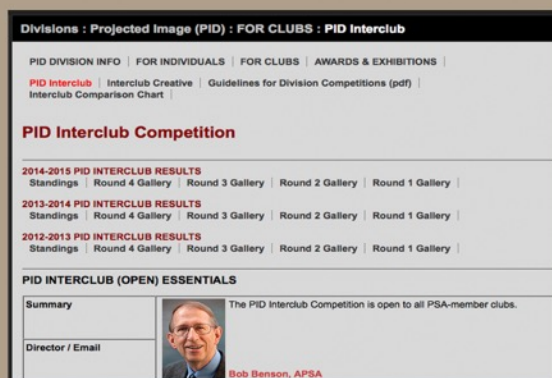 Divisions : Projected Image (PID) : FOR CLUBS : PID Interclub
PID DIVISION INFO | FOR INDIVIDUALS | FOR CLUBS | AWARDS & EXHIBITIONS |
PID Interclub | Interclub Creative | Guidelines for Division Competitions (pdf) |
Interclub Comparison Chart |
PID Interclub Competition
2014-2015 PID INTERCLUB RESULTS
Standings | Round 4 Gallery | Round 3 Gallery | Round 2 Gallery | Round 1 Gallery |
2013-2014 PID INTERCLUB RESULTS
Standings | Round 4 Gallery | Round 3 Gallery | Round 2 Gallery | Round 1 Gallery |
2012-2013 PID INTERCLUB RESULTS
Standings | Round 4 Gallery | Round 3 Gallery | Round 2 Gallery | Round 1 Gallery |
PID INTERCLUB (OPEN) ESSENTIALS
Summary
The PID Interclub Competition is open to all PSA-member clubs.
Director / Email
Bob Benson, APSA